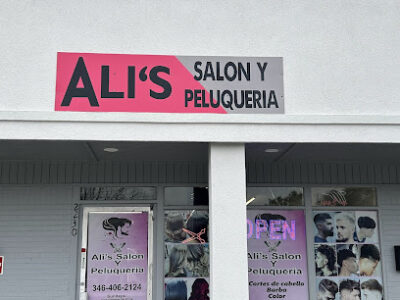 ALI'S
SALON Y
PELUQUERIA
Ali's Salon
Y
Peluqueria
346-406-2124
OPEN
Ali's Salon
Y
Peluqueria
Cortes de cabello
Barba
Color